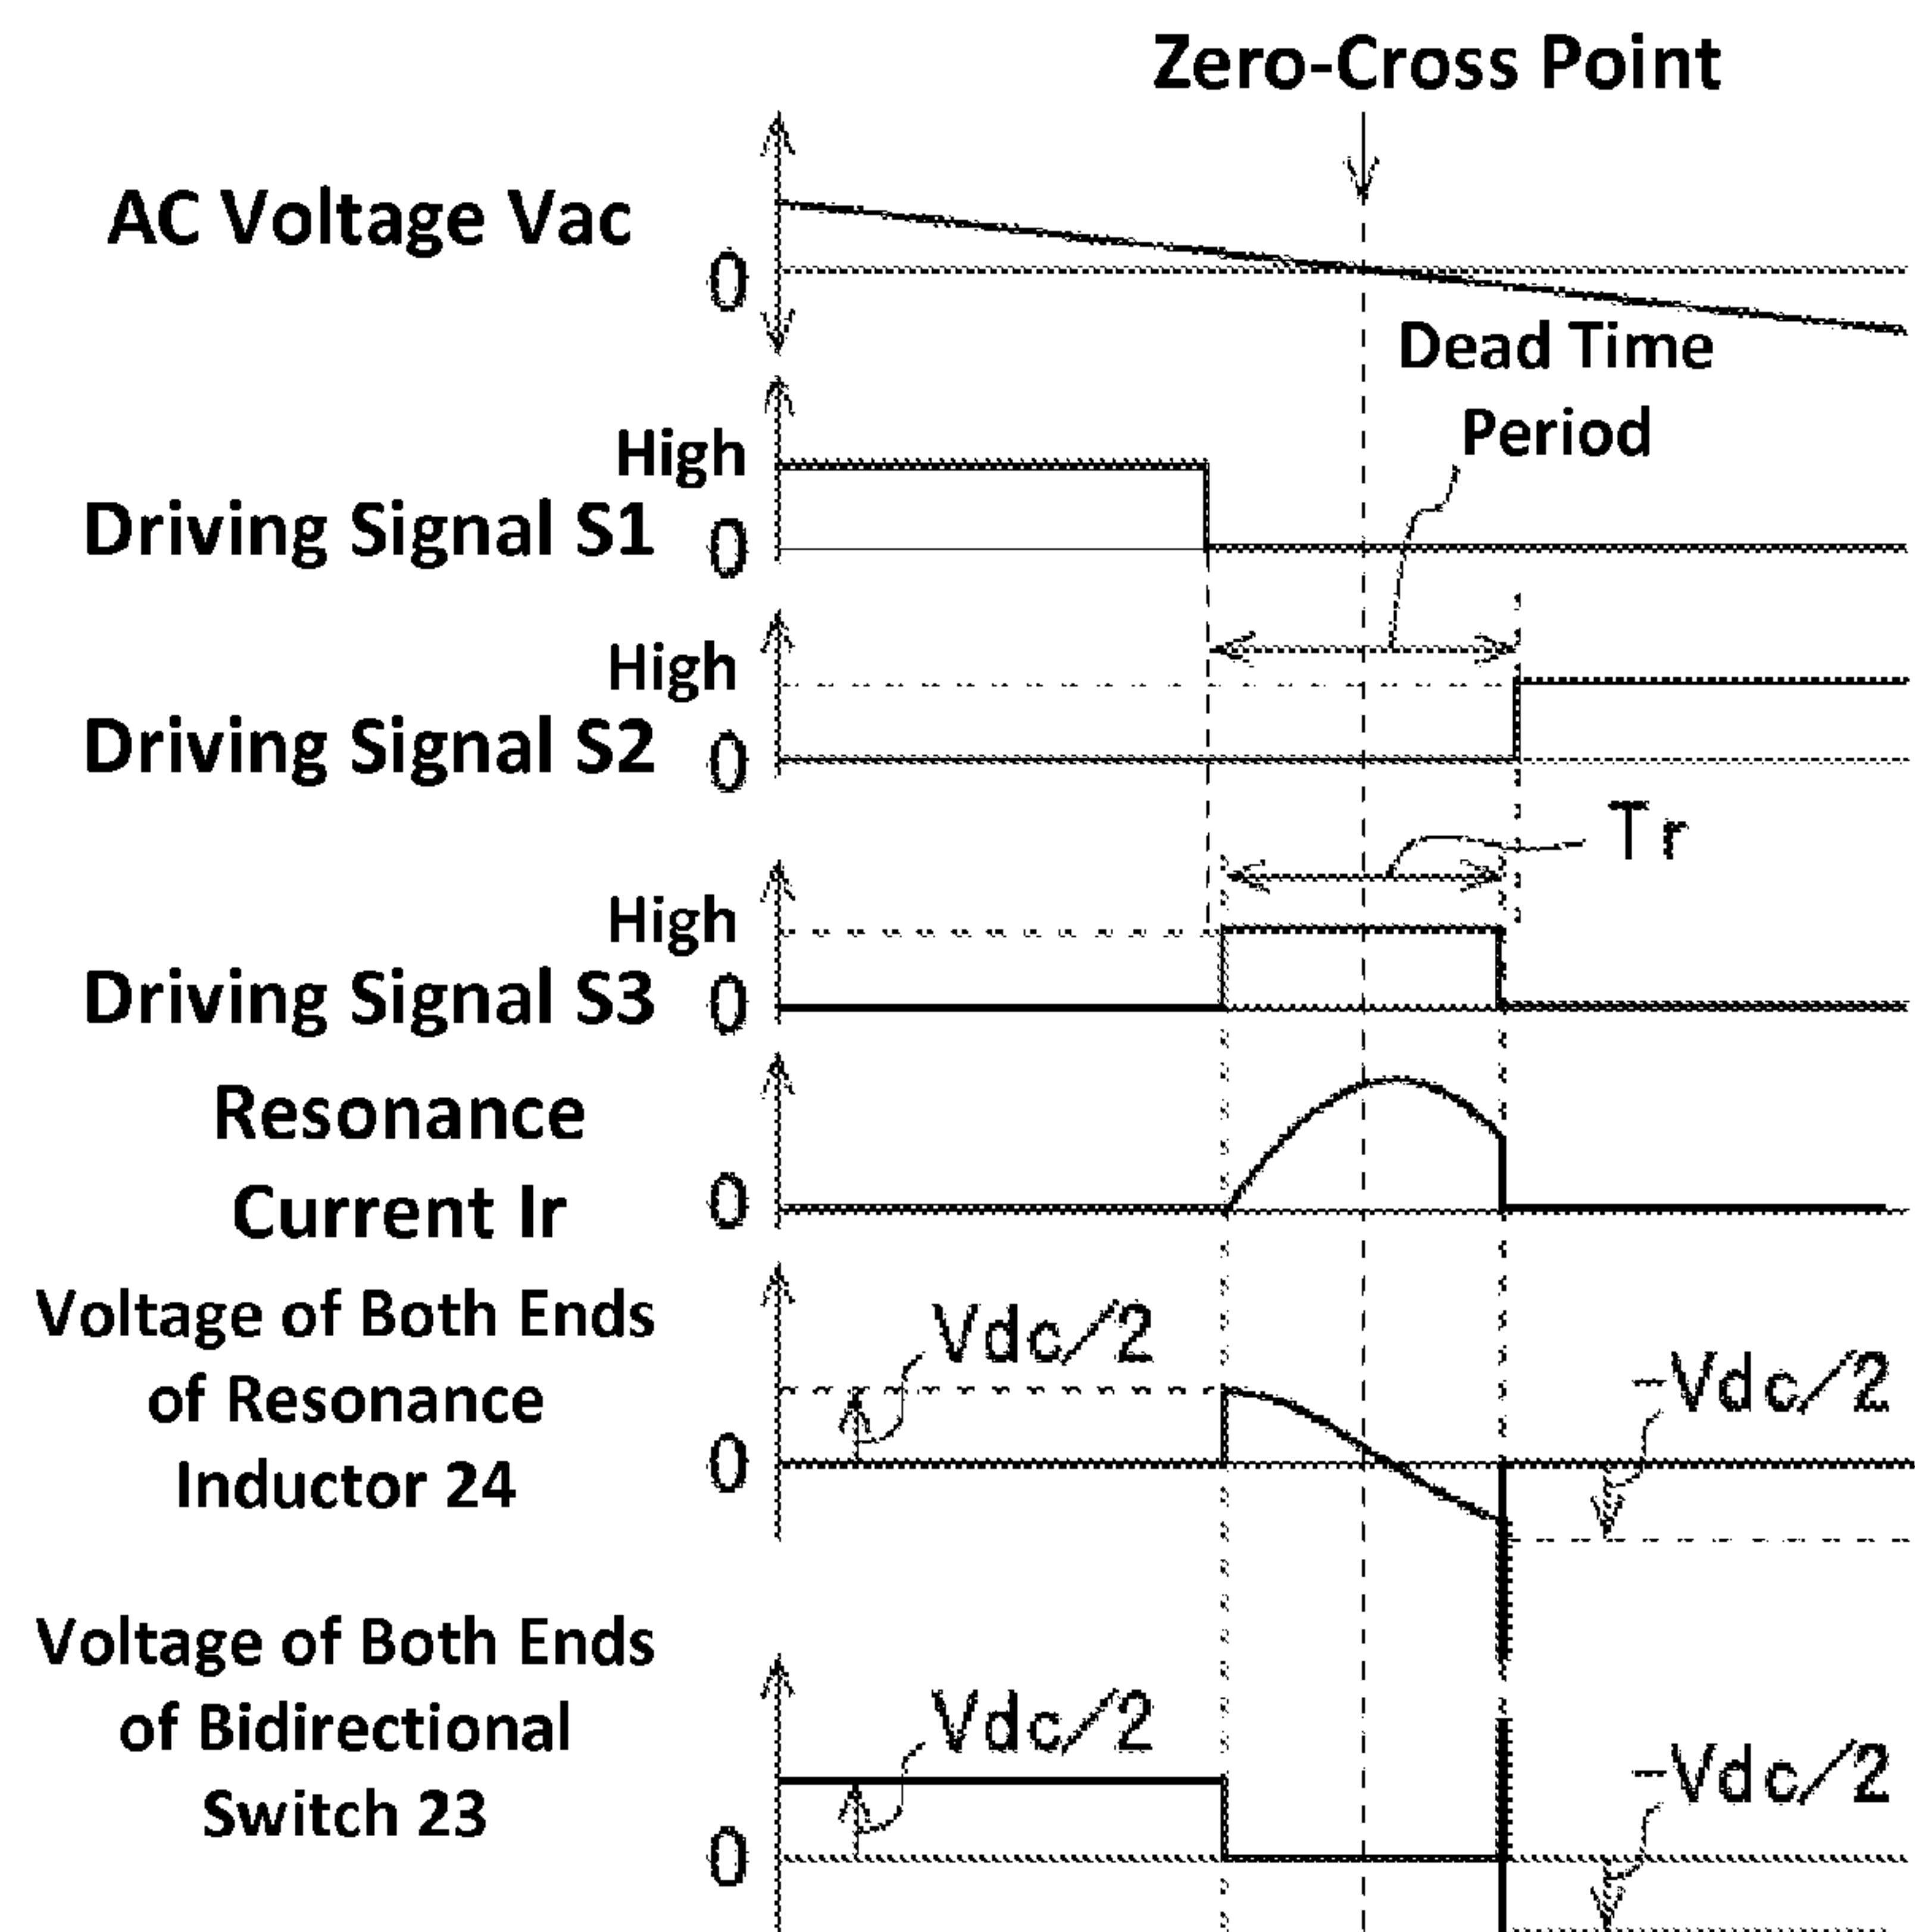 Zero-Cross Point
AC Voltage Vac
0
Dead Time
Period
High
Driving Signal S1
0
High
Driving Signal S2
0
Tr
High
Driving Signal S3
0
Resonance
Current Ir
0
Voltage of Both Ends
of Resonance
Inductor 24
Vdc/2
-Vdc/2
0
Voltage of Both Ends
of Bidirectional
Switch 23
Vdc/2
-Vdc/2
0